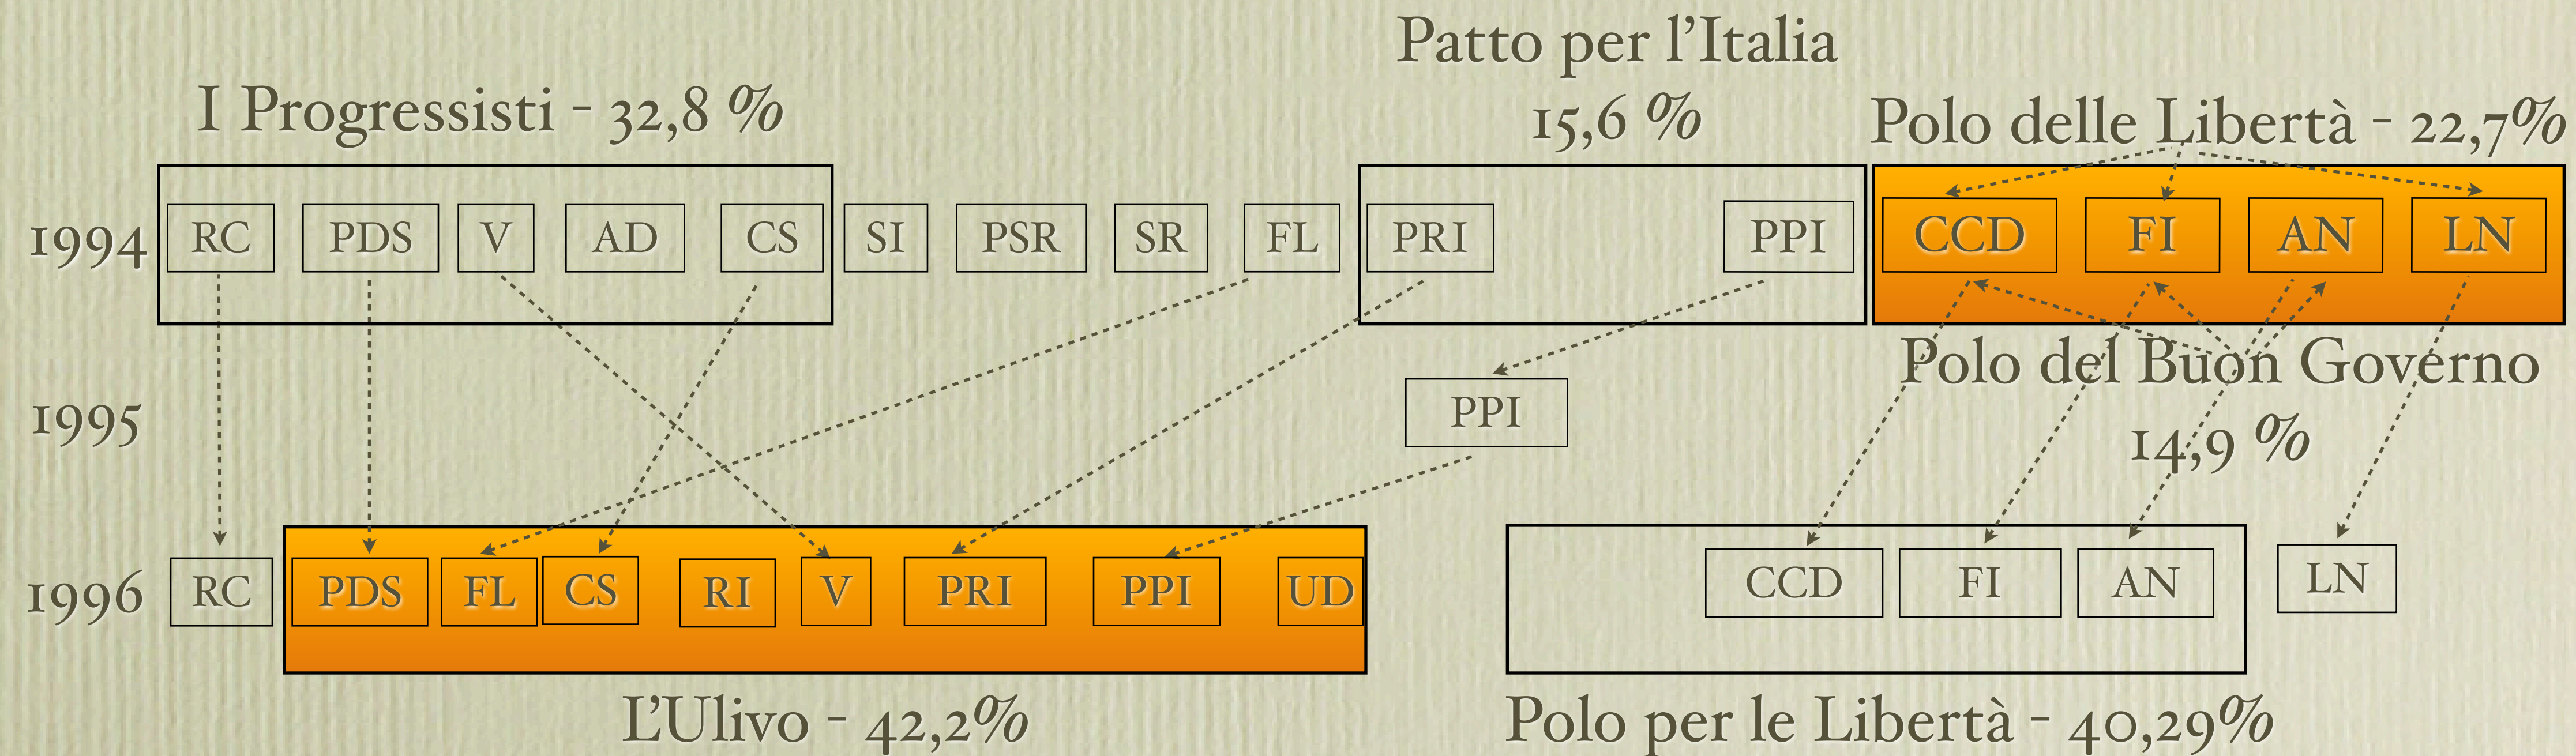 Patto per l'Italia
15,6 %
I Progressisti - 32,8 %
Polo delle Libertà - 22,7%
1994 RC PDS V AD CS SI PSR SR FL PRI PPI CCD FI AN LN
Polo del Buon Governo
14,9 %
1995 PPI
1996 RC PDS FL CS RI V PRI PPI UD CCD FI AN LN
L'Ulivo - 42,2%
Polo per le Libertà - 40,29%